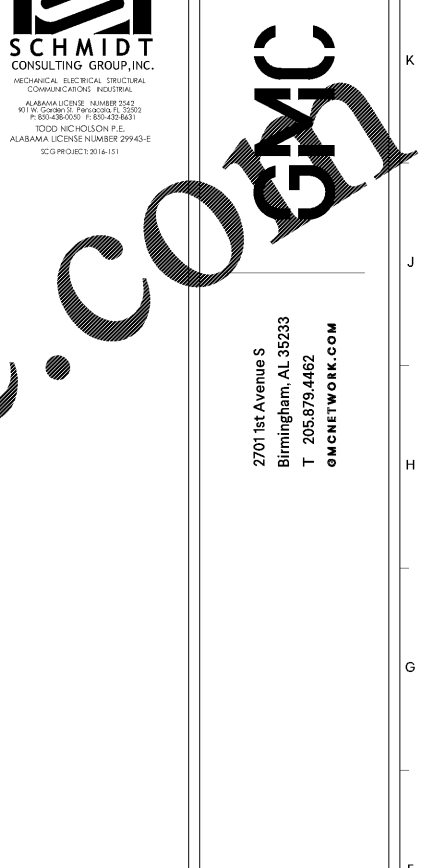 SCHMIDT
CONSULTING GROUP, INC.
MECHANICAL ELECTRICAL STRUCTURAL
COMMUNICATIONS INDUSTRIAL
ALABAMA LICENSE NUMBER 2542
901 W. Garden St. Pensacola, FL 32502
P: 850-438-0050 F: 850-432-8631
TODD NICHOLSON P.E.
ALABAMA LICENSE NUMBER 29943-E
SCG PROJECT: 2016-151
GMC
2701 1st Avenue S
Birmingham, AL 35233
T 205.879.4462
GMCNETWORK.COM
.com
K
J
H
G